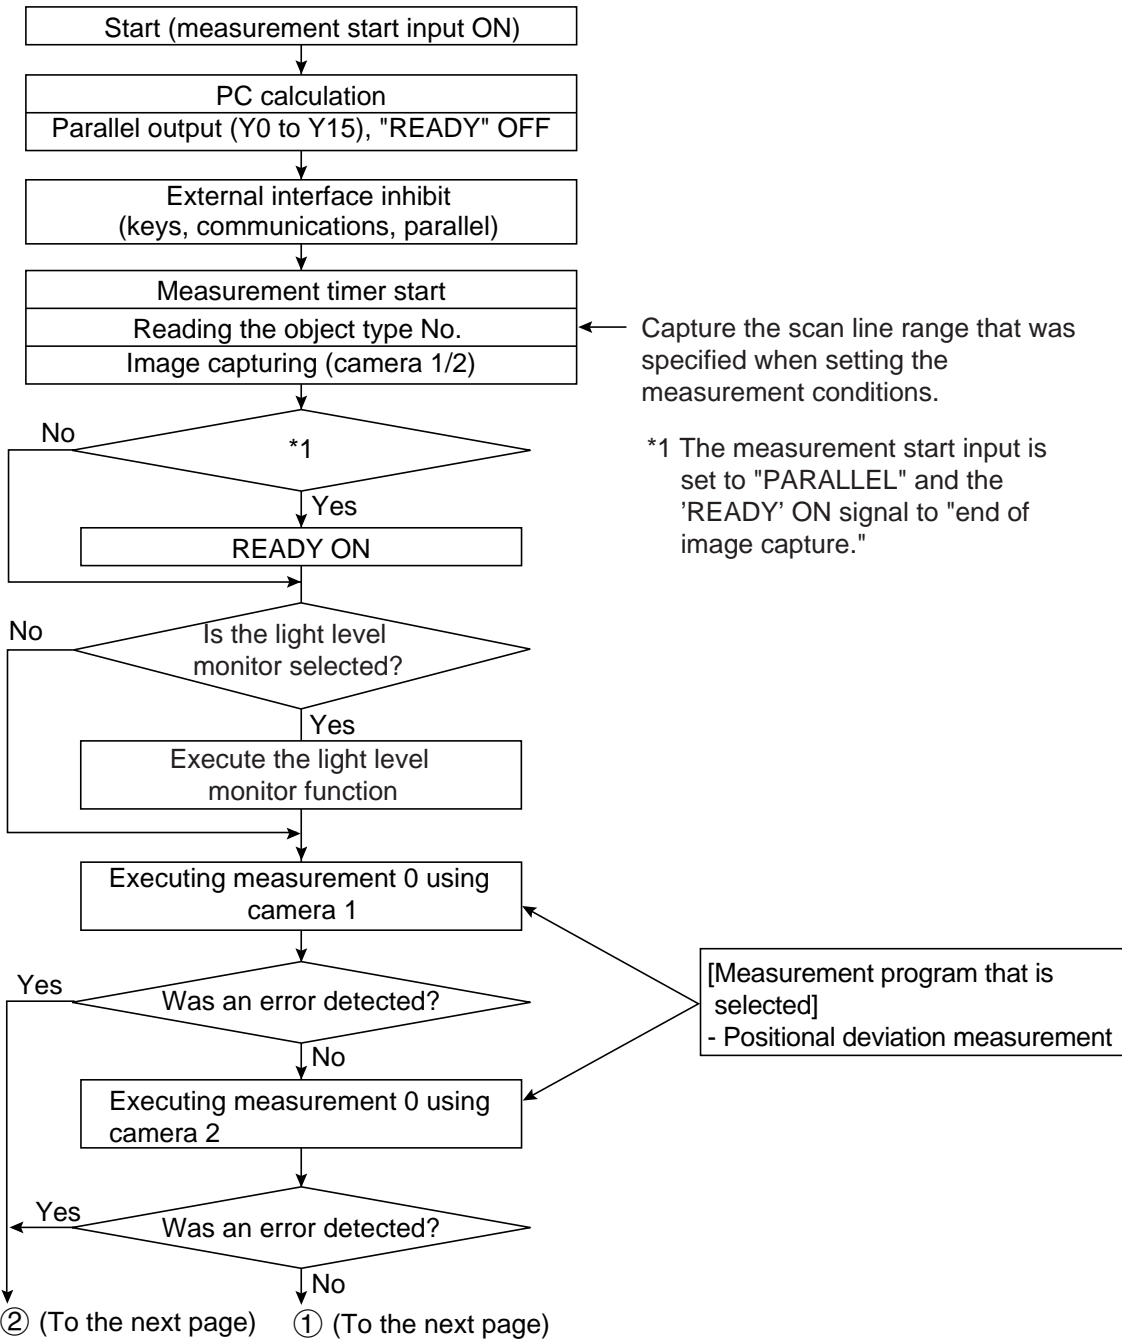 Start (measurement start input ON)
PC calculation
Parallel output (Y0 to Y15), "READY" OFF
External interface inhibit
(keys, communications, parallel)
Measurement timer start
Reading the object type No.
Image capturing (camera 1/2)
Capture the scan line range that was
specified when setting the
measurement conditions.
No
*1
Yes
*1 The measurement start input is
set to "PARALLEL" and the
’READY’ ON signal to "end of
image capture."
READY ON
No
Is the light level
monitor selected?
Yes
Execute the light level
monitor function
Executing measurement 0 using
camera 1
[Measurement program that is
selected]
- Positional deviation measurement
Yes
Was an error detected?
No
Executing measurement 0 using
camera 2
Yes
Was an error detected?
No
② (To the next page)
① (To the next page)